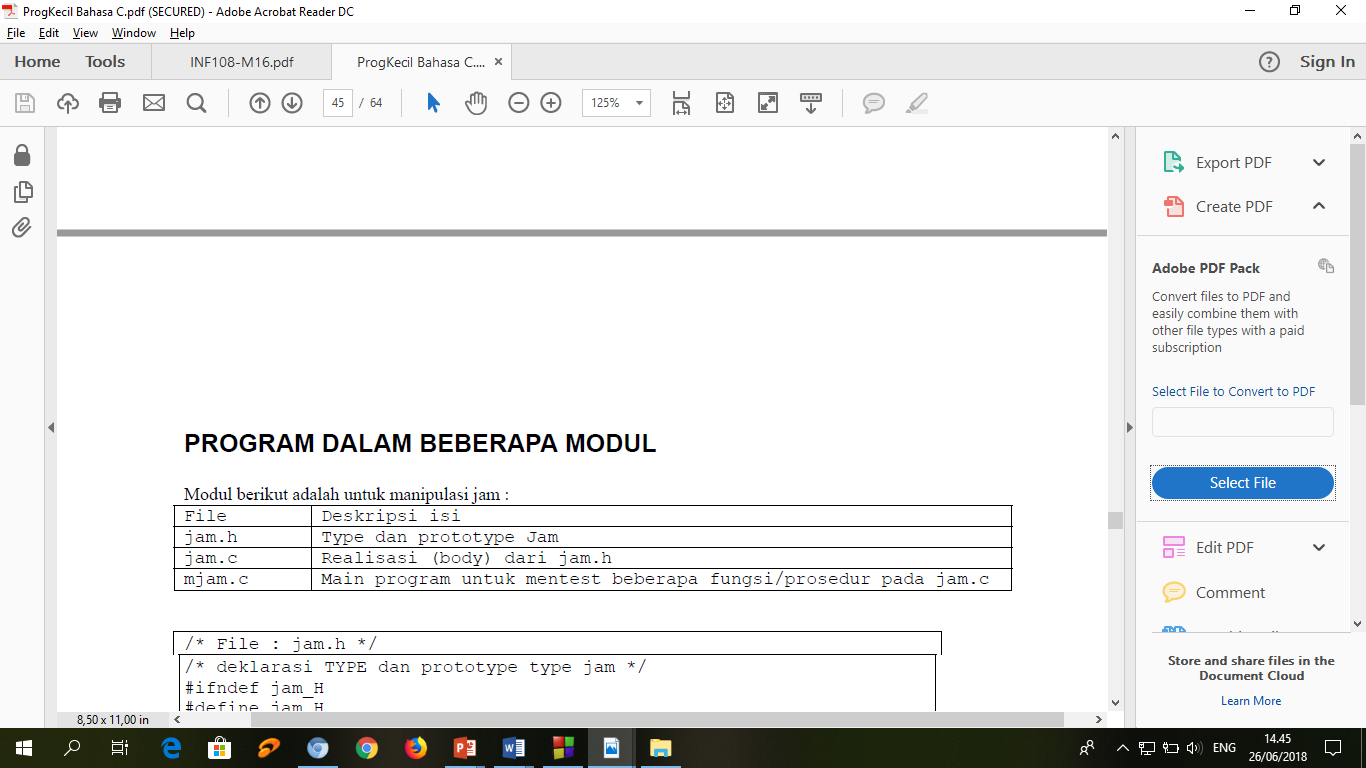 ProgKecil Bahasa C.pdf (SECURED) - Adobe Acrobat Reader DC
File Edit View Window Help
Home Tools INF108-M16.pdf ProgKecil Bahasa C.... × ? Sign In
45 / 64 125%
Export PDF
Create PDF
Adobe PDF Pack
Convert files to PDF and
easily combine them with
other file types with a paid
subscription
Select File to Convert to PDF
Select File
Edit PDF
Comment
Store and share files in the
Document Cloud
Learn More
PROGRAM DALAM BEBERAPA MODUL
Modul berikut adalah untuk manipulasi jam :
File Deskripsi isi
jam.h Type dan prototype Jam
jam.c Realisasi (body) dari jam.h
mjam.c Main program untuk mentest beberapa fungsi/prosedur pada jam.c
/* File : jam.h */
/* deklarasi TYPE dan prototype type jam */
#ifndef jam_H
#define jam_H
8,50 x 11,00 in
ENG
14.45
26/06/2018